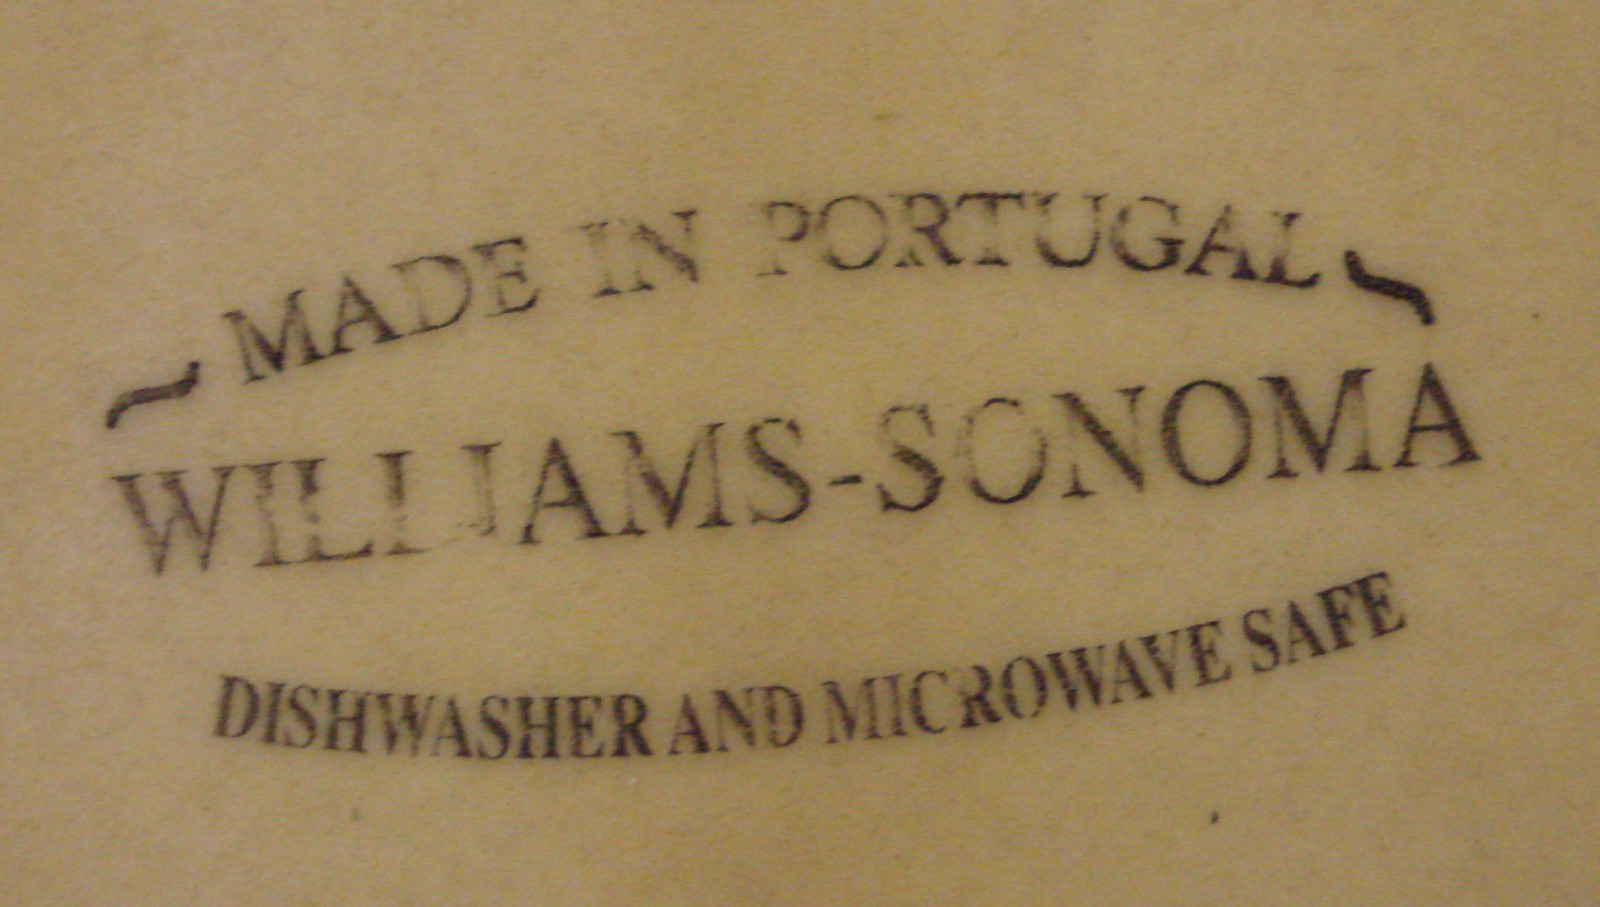 ~ MADE IN PORTUGAL ~
WILLIAMS-SONOMA
DISHWASHER AND MICROWAVE SAFE